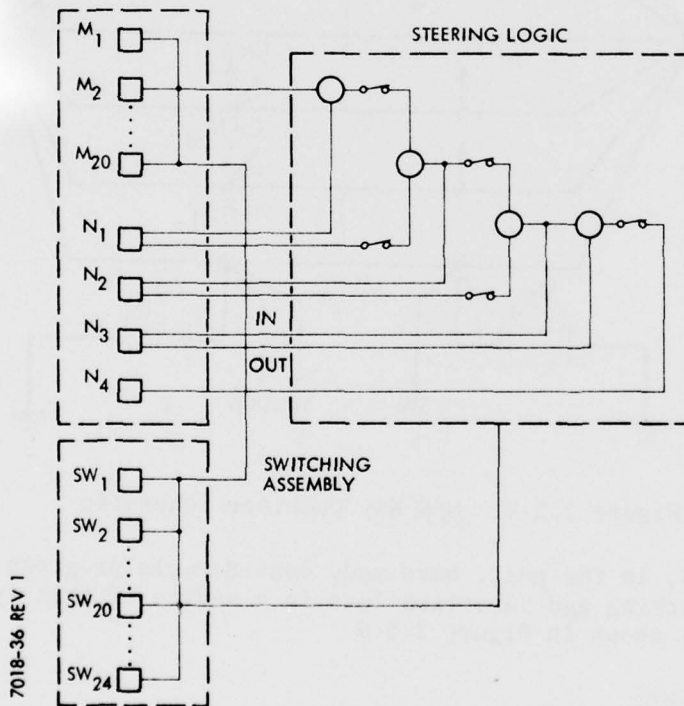 STEERING LOGIC
M1
M2
M20
N1
N2
N3
N4
IN
OUT
SWITCHING
ASSEMBLY
SW1
SW2
SW20
SW24
7018-36 REV 1